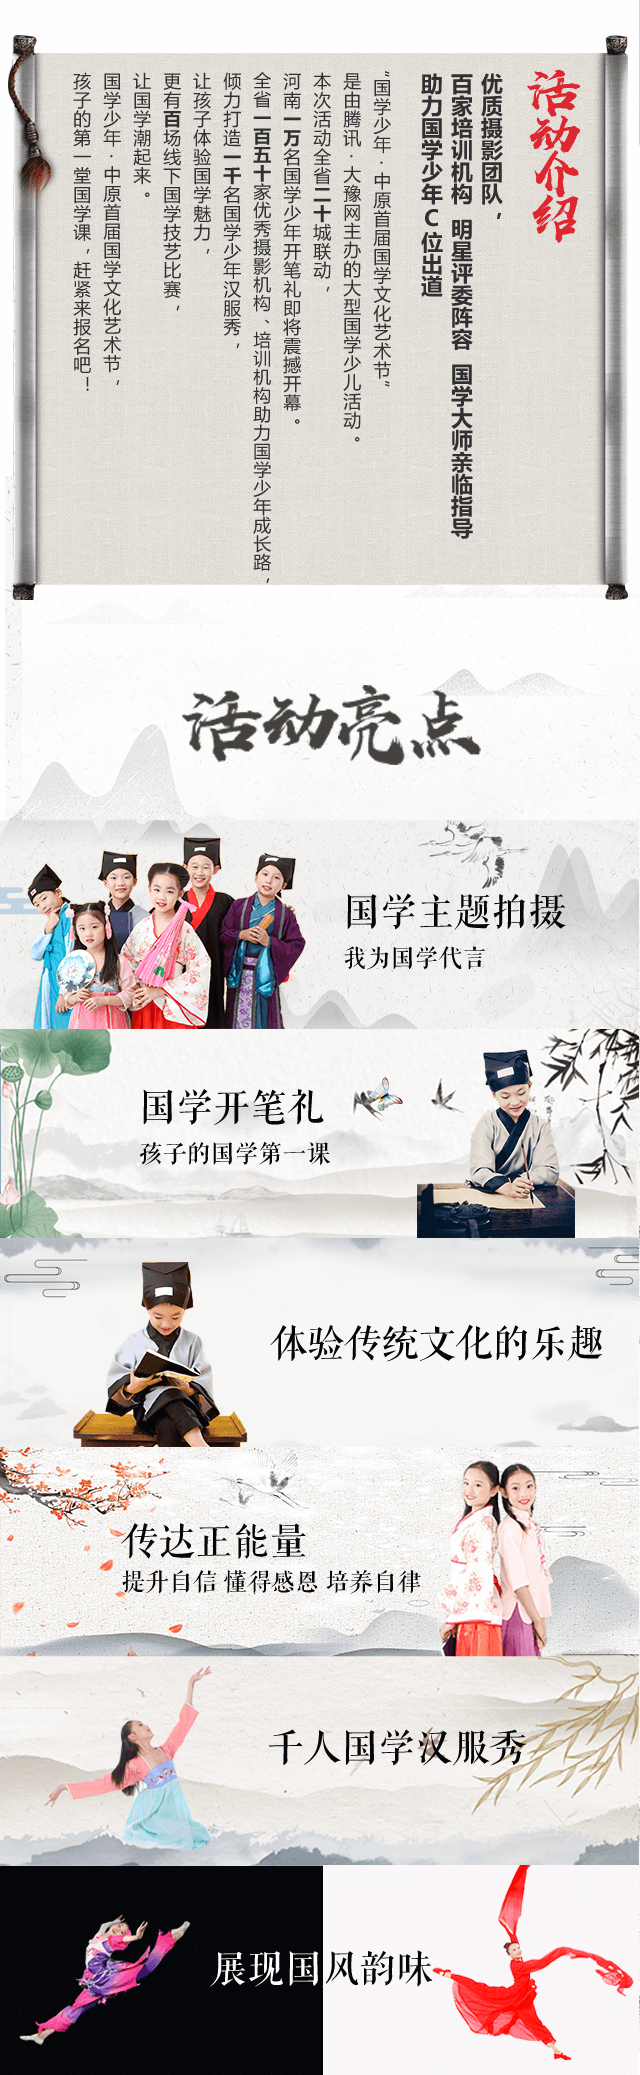 活动介绍
优质摄影团队，
百家培训机构 明星评委阵容 国学大师亲临指导
助力国学少年C位出道
“国学少年·中原首届国学文化艺术节”
是由腾讯·大豫网主办的大型国学少儿活动。
本次活动全省二十城联动，
河南一万名国学少年开笔礼即将震撼开幕。
全省一百五十家优秀摄影机构、培训机构助力国学少年成长路，
倾力打造一千名国学少年汉服秀，
让孩子体验国学魅力，
更有百场线下国学技艺比赛，
让国学潮起来。
国学少年·中原首届国学文化艺术节，
孩子的第一堂国学课，赶紧来报名吧！
活动亮点
国学主题拍摄
我为国学代言
国学开笔礼
孩子的国学第一课
体验传统文化的乐趣
传达正能量
提升自信 懂得感恩 培养自律
千人国学汉服秀
展现国风韵味